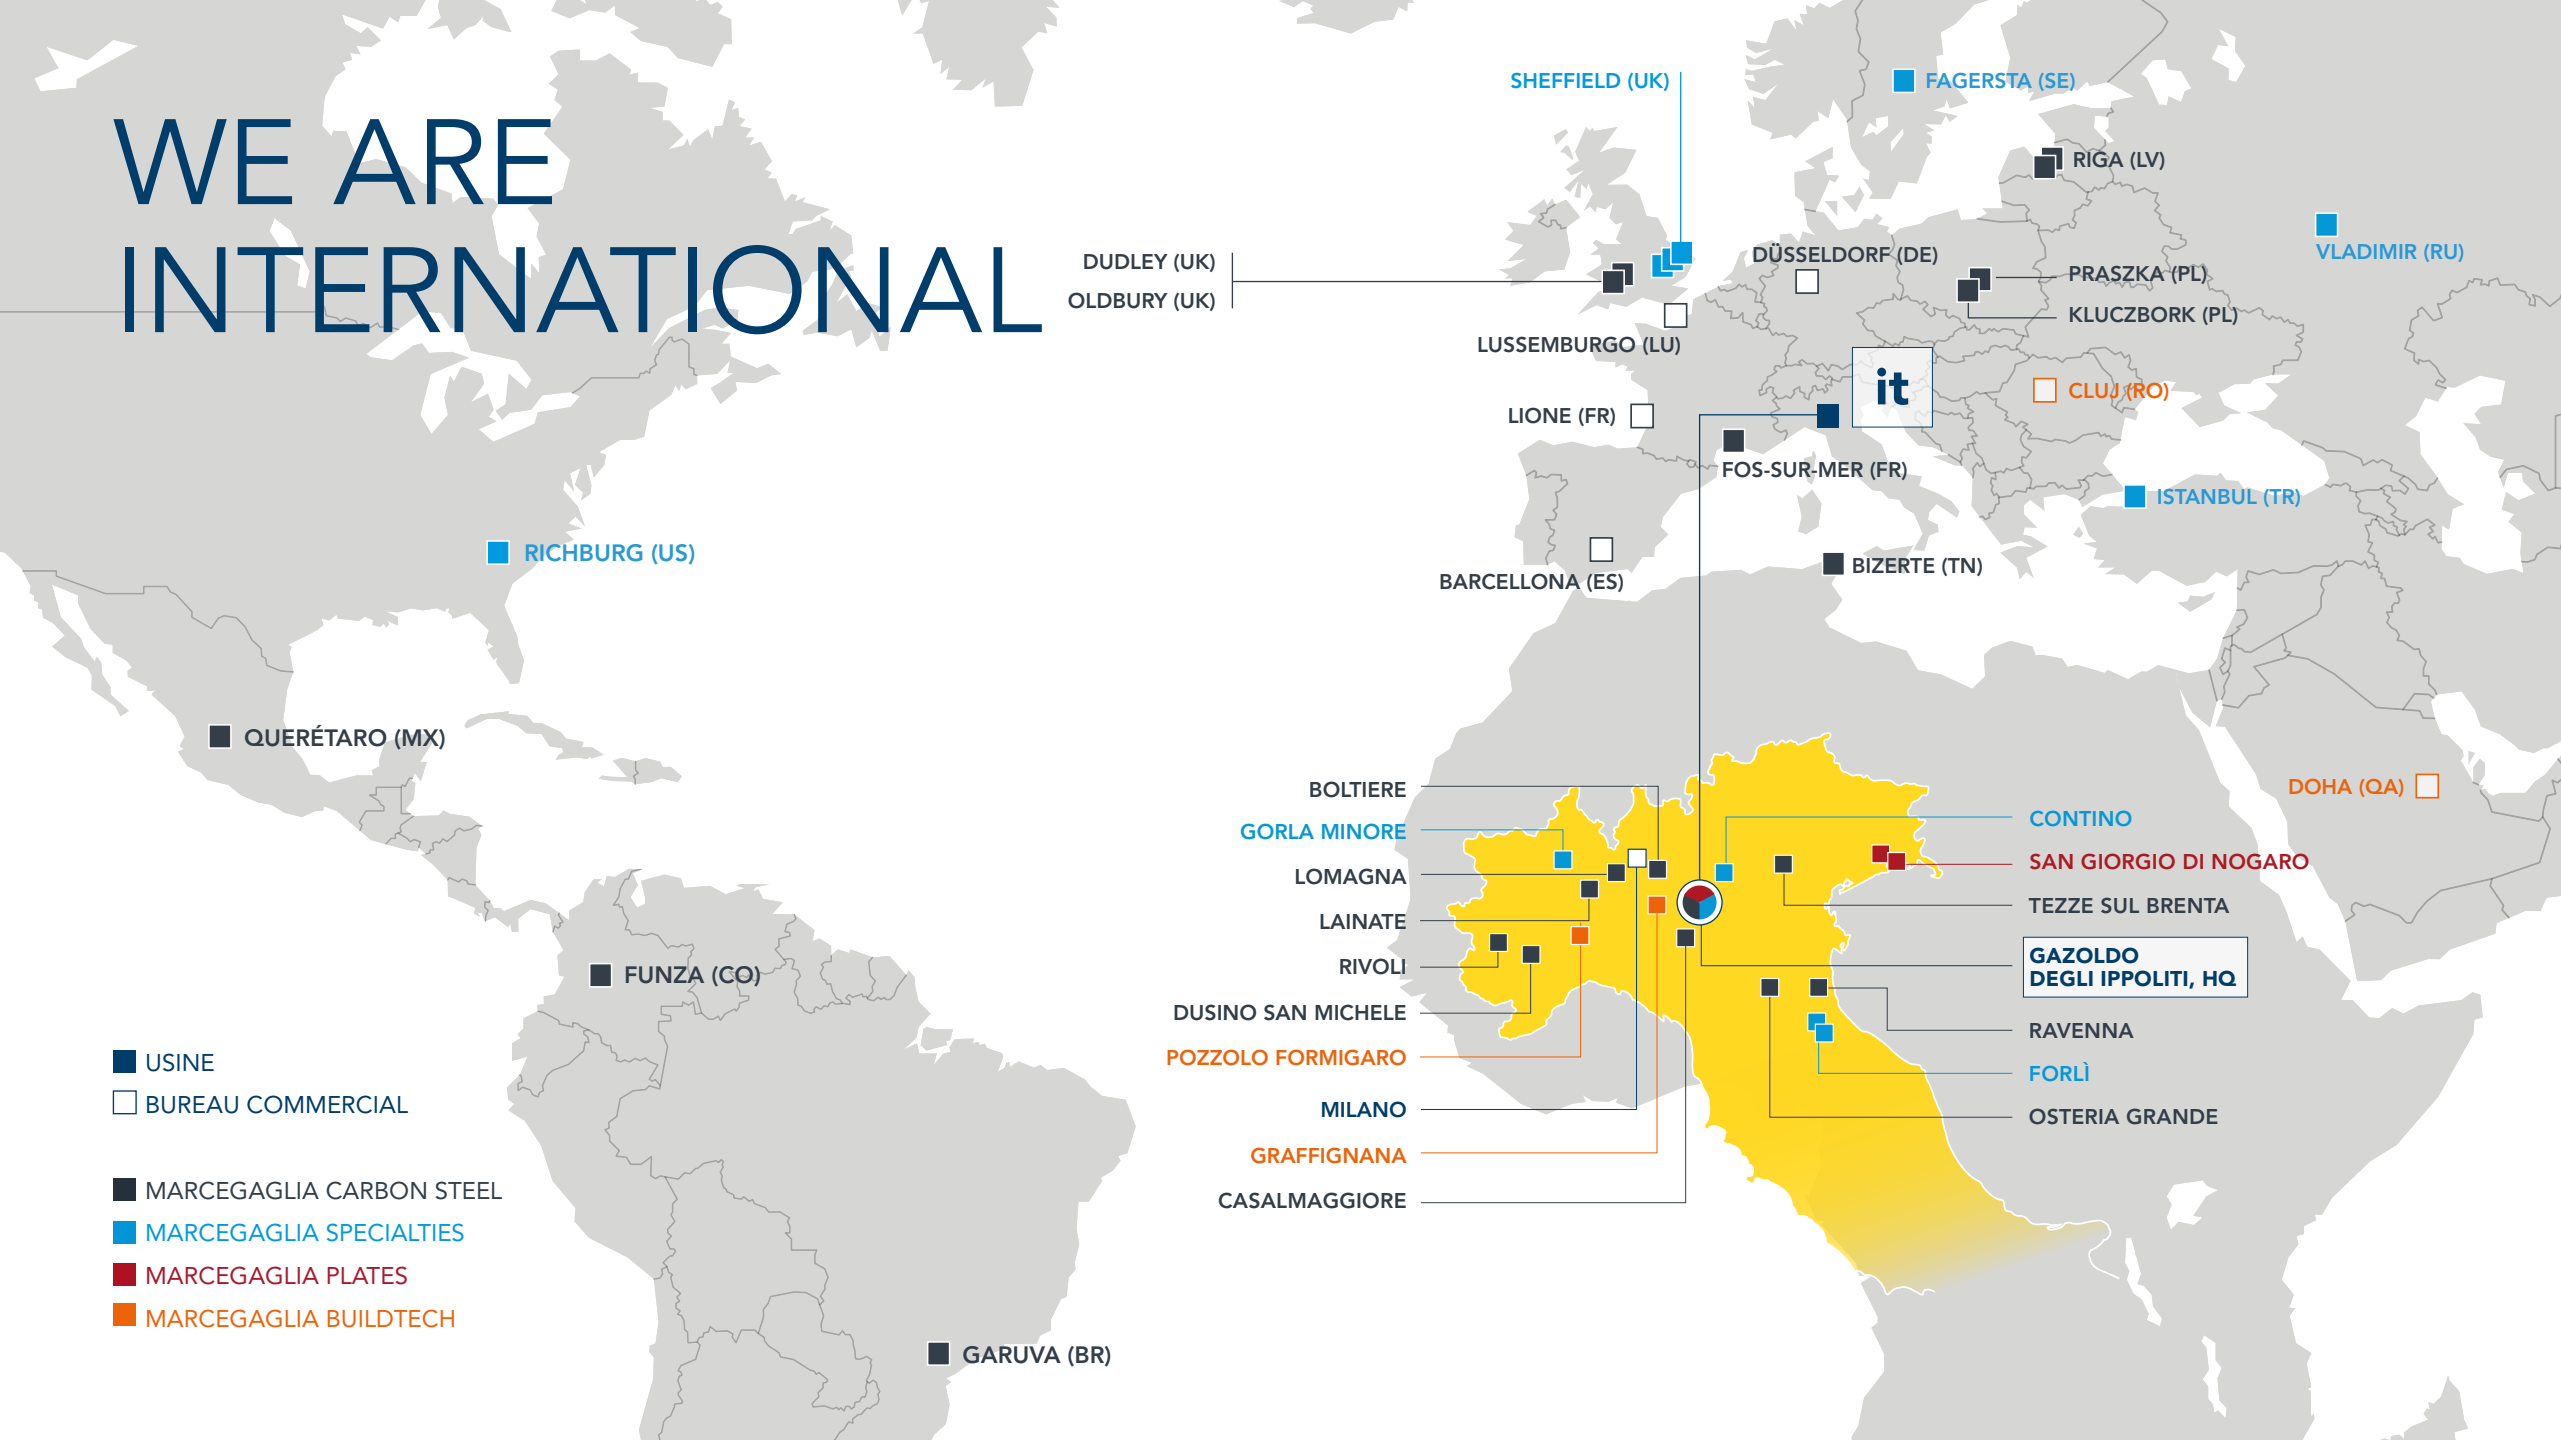 WE ARE
INTERNATIONAL
SHEFFIELD (UK)
FAGERSTA (SE)
RIGA (LV)
VLADIMIR (RU)
DUDLEY (UK)
OLDBURY (UK)
DÜSSELDORF (DE)
PRASZKA (PL)
KLUCZBORK (PL)
LUSSEMBURGO (LU)
it
CLUJ (RO)
LIONE (FR)
FOS-SUR-MER (FR)
ISTANBUL (TR)
RICHBURG (US)
BARCELLONA (ES)
BIZERTE (TN)
QUERÉTARO (MX)
DOHA (QA)
FUNZA (CO)
GARUVA (BR)
BOLTIERE
GORLA MINORE
LOMAGNA
LAINATE
RIVOLI
DUSINO SAN MICHELE
POZZOLO FORMIGARO
MILANO
GRAFFIGNANA
CASALMAGGIORE
CONTINO
SAN GIORGIO DI NOGARO
TEZZE SUL BRENTA
GAZOLDO
DEGLI IPPOLITI, HQ
RAVENNA
FORLÌ
OSTERIA GRANDE
USINE
BUREAU COMMERCIAL
MARCEGAGLIA CARBON STEEL
MARCEGAGLIA SPECIALTIES
MARCEGAGLIA PLATES
MARCEGAGLIA BUILDTECH